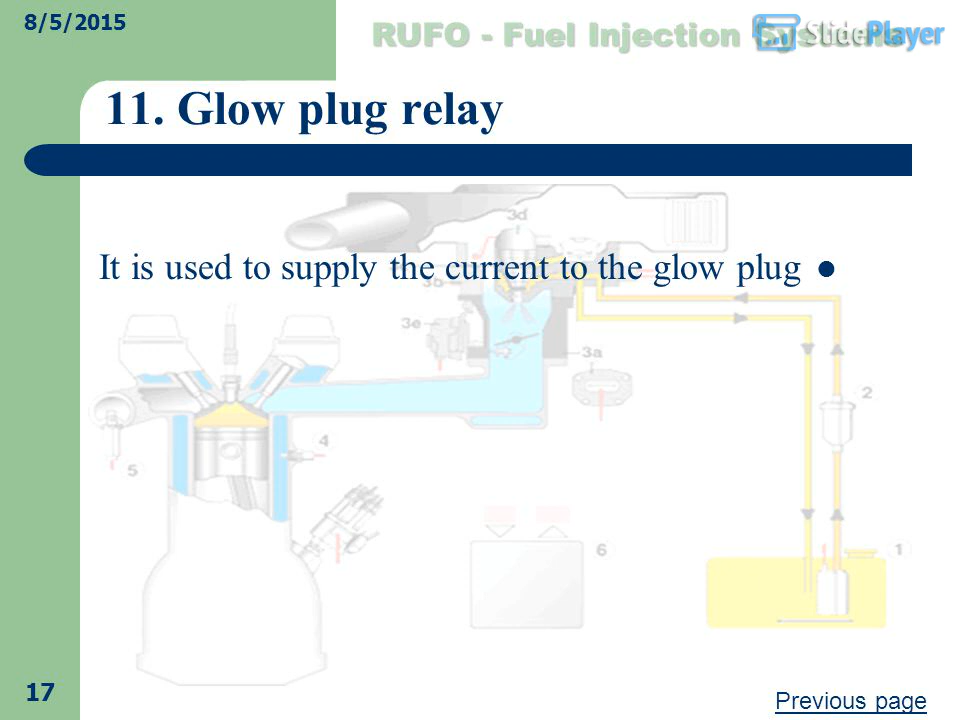 8/5/2015
RUFO - Fuel Injection Systems
SlidePlayer
11. Glow plug relay
It is used to supply the current to the glow plug ●
3d
3b
3e
3a
2
4
5
6
1
17
Previous page